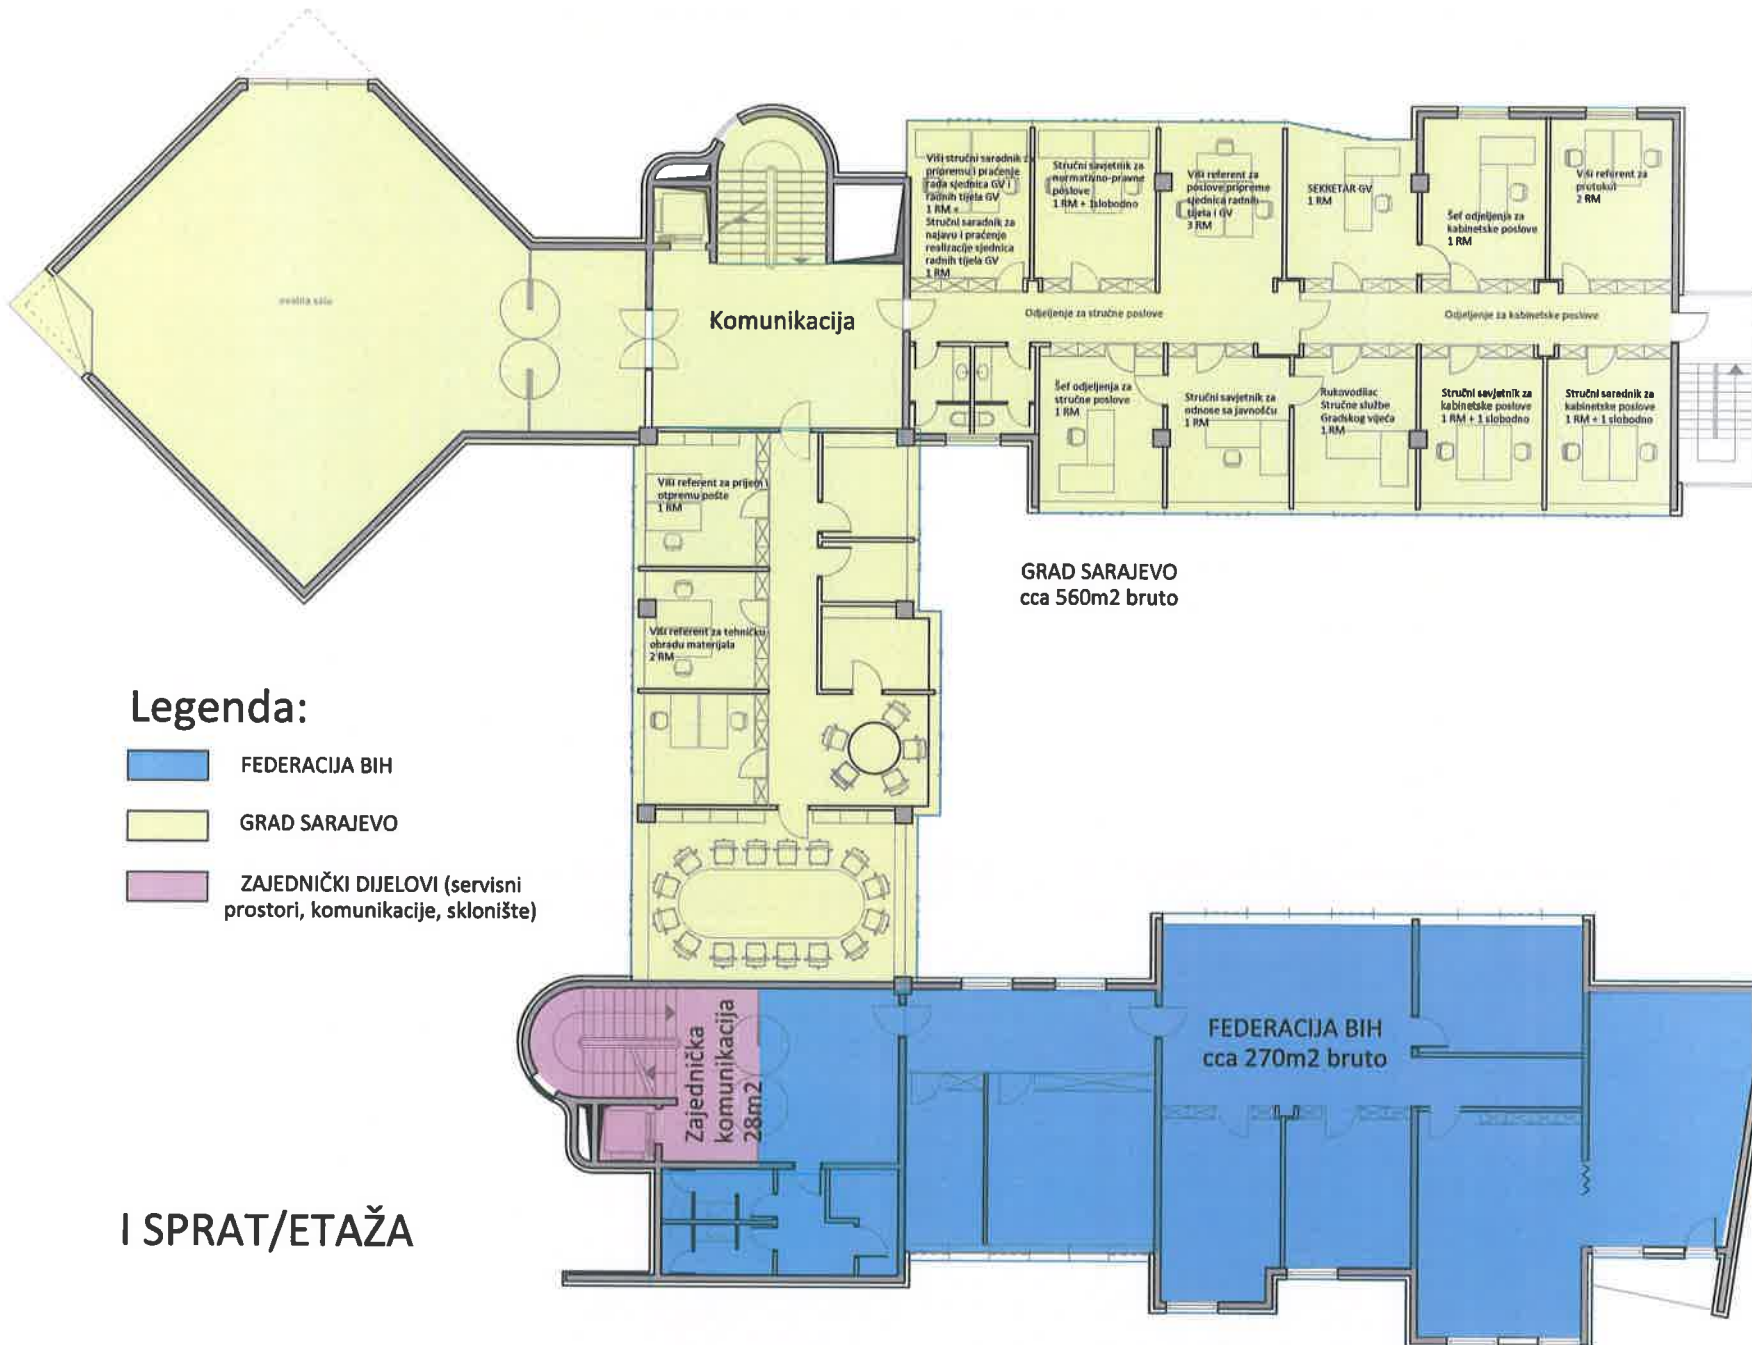 Viši stručni saradnik za
pripremu i praćenje
rada sjednica GV i
radnih tijela GV
1 RM +
Stručni saradnik za
najavu i praćenje
realizacije sjednica
radnih tijela GV
1 RM
Stručni savjetnik za
normativno-pravne
poslove
1 RM + 1slobodno
Viši referent za
poslove pripreme
sjednica radnih
tijela i GV
3 RM
SEKRETAR GV
1 RM
Šef odjeljenja za
kabinetske poslove
1 RM
Viši referent za
protokol
2 RM
sala
Komunikacija
Odjeljenje za stručne poslove
Odjeljenje za kabinetske poslove
Šef odjeljenja za
stručne poslove
1 RM
Stručni savjetnik za
odnose sa javnošću
1 RM
Rukovodilac
Stručne službe
Gradskog vijeća
1 RM
Stručni savjetnik za
kabinetske poslove
1 RM + 1 slobodno
Stručni saradnik za
kabinetske poslove
1 RM + 1 slobodno
Viši referent za prijem i
otpremu pošte
1 RM
GRAD SARAJEVO
cca 560m2 bruto
Viši referent za tehničku
obradu materijala
2 RM
Legenda:
FEDERACIJA BIH
GRAD SARAJEVO
ZAJEDNIČKI DIJELOVI (servisni
prostori, komunikacije, sklonište)
Zajednička
komunikacija
28m2
FEDERACIJA BIH
cca 270m2 bruto
I SPRAT/ETAŽA